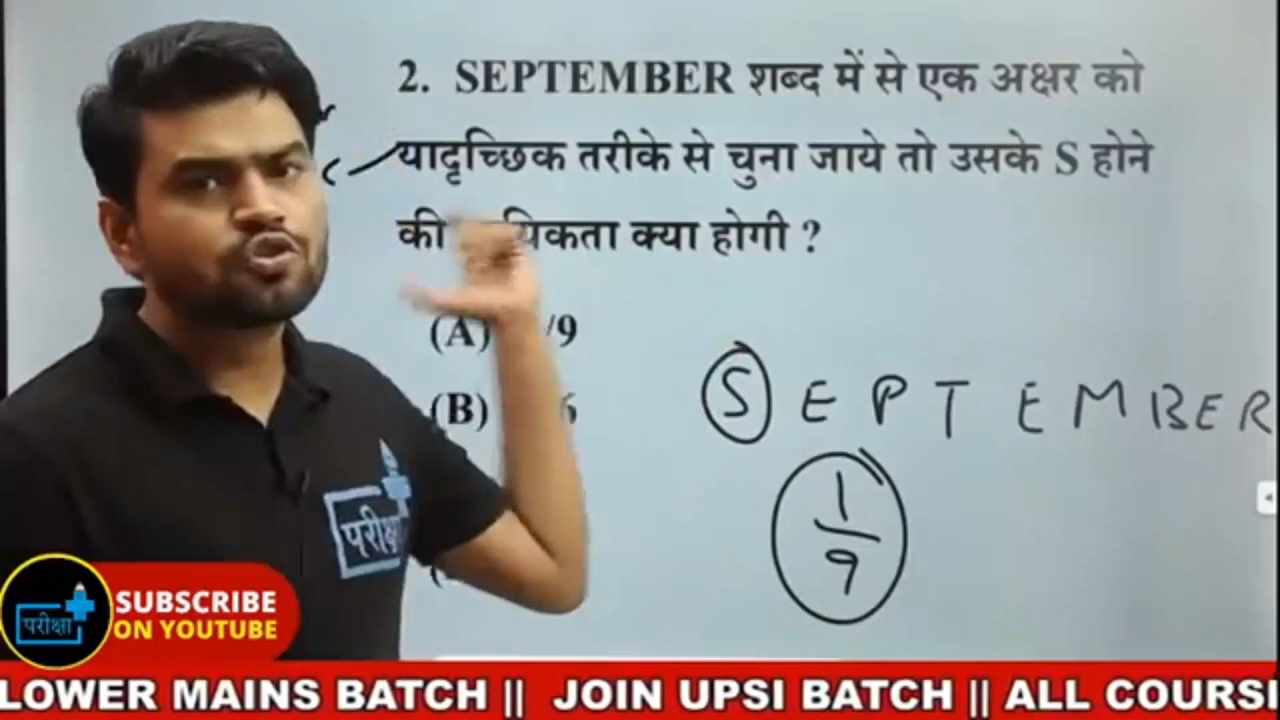 2. SEPTEMBER शब्द में से एक अक्षर को
यादृच्छिक तरीके से चुना जाये तो उसके S होने
की क्या होगी ?
(A) /9
(B)
S E P T E M B E R
1
9
परीक्षा
परीक्षा
SUBSCRIBE
ON YOUTUBE
LOWER MAINS BATCH || JOIN UPSI BATCH || ALL COURS